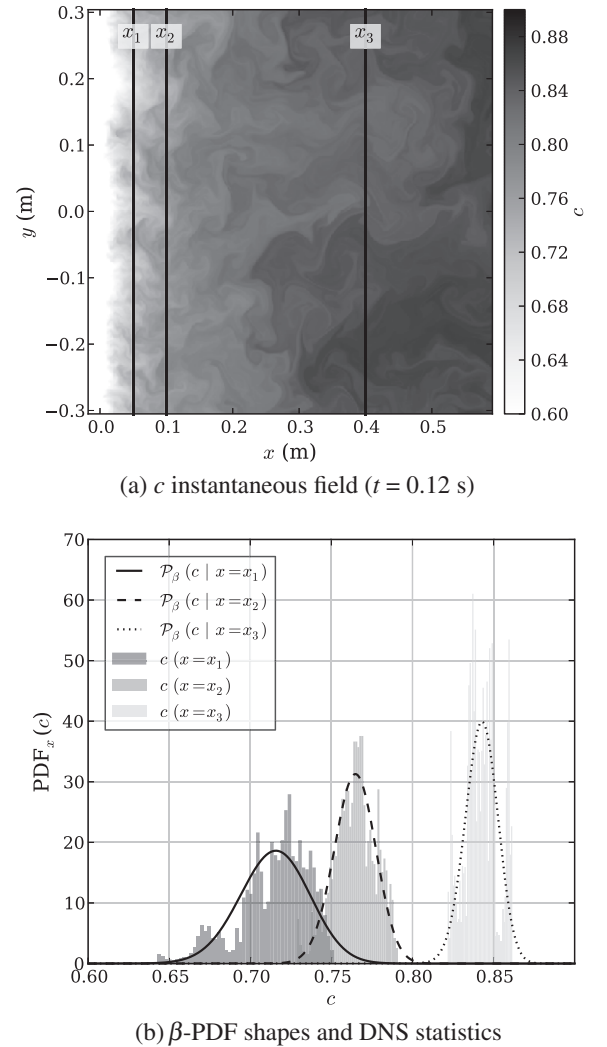 x₁ x₂ x₃
0.3
0.2
0.1
0.0
−0.1
−0.2
−0.3
y (m)
0.0 0.1 0.2 0.3 0.4 0.5
x (m)
0.88
0.84
0.80
0.76
0.72
0.68
0.64
0.60
c
(a) c instantaneous field (t = 0.12 s)
70
60
50
40
30
20
10
0
PDFₓ (c)
𝒫ᵦ (c | x=x₁)
𝒫ᵦ (c | x=x₂)
𝒫ᵦ (c | x=x₃)
c (x=x₁)
c (x=x₂)
c (x=x₃)
0.60 0.65 0.70 0.75 0.80 0.85
c
(b) β-PDF shapes and DNS statistics